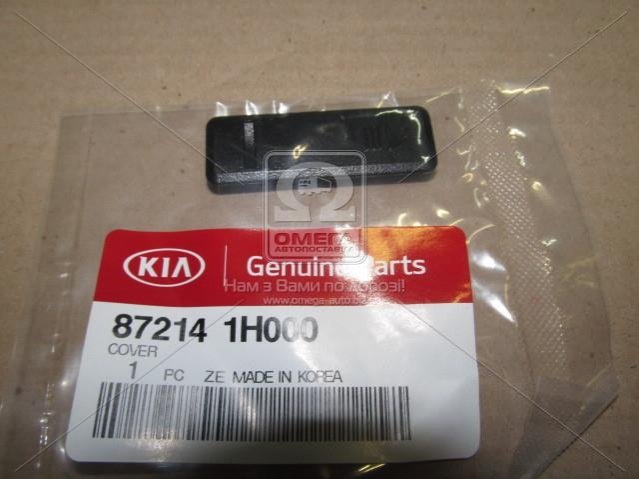 ОМЕГА
АВТОПОСТАВКА
KIA Genuine Parts
Нам з Вами по дорозі!
www.omega-auto.biz
87214 1H000
COVER
1 PC ZE MADE IN KOREA